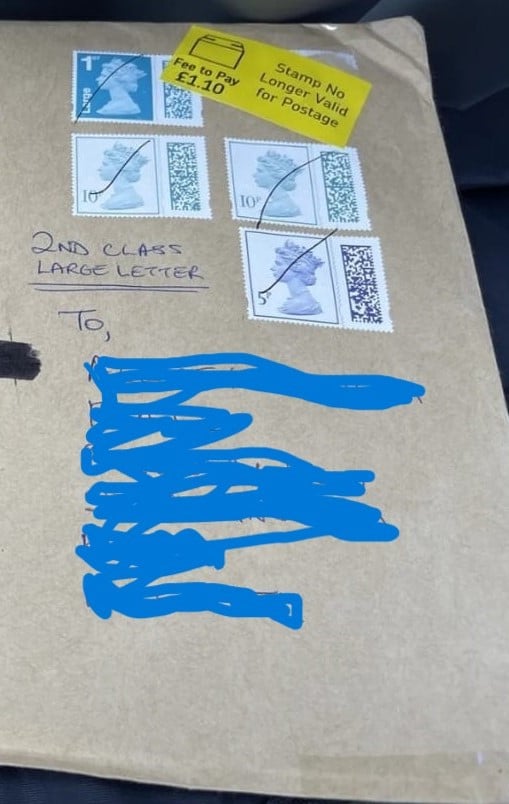 1st
Large
Fee to Pay
£1.10
Stamp No
Longer Valid
for Postage
10P
10P
5P
2ND CLASS
LARGE LETTER
To,